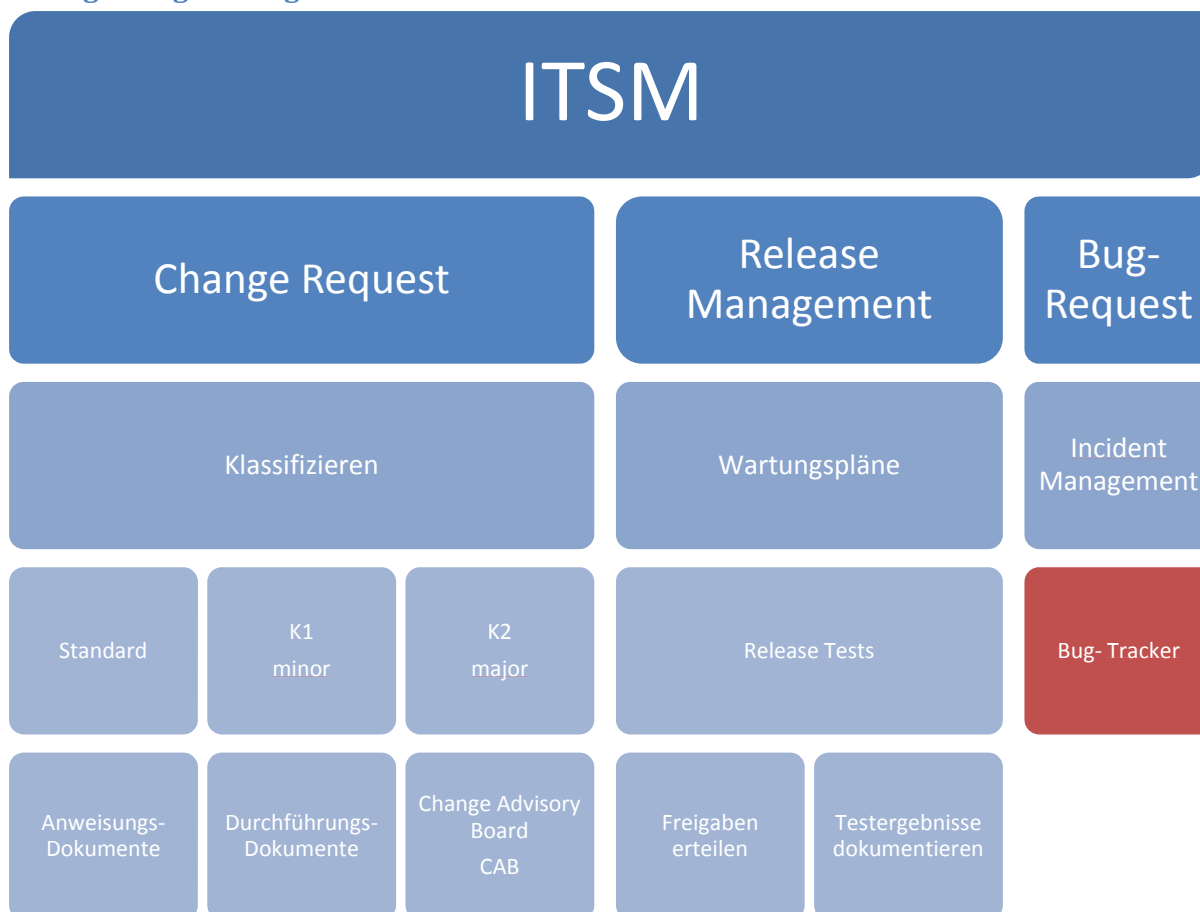 ITSM
Change Request
Release
Management
Bug-
Request
Klassifizieren
Wartungspläne
Incident
Management
Standard
K1
minor
K2
major
Release Tests
Bug- Tracker
Anweisungs-
Dokumente
Durchführungs-
Dokumente
Change Advisory
Board
CAB
Freigaben
erteilen
Testergebnisse
dokumentieren